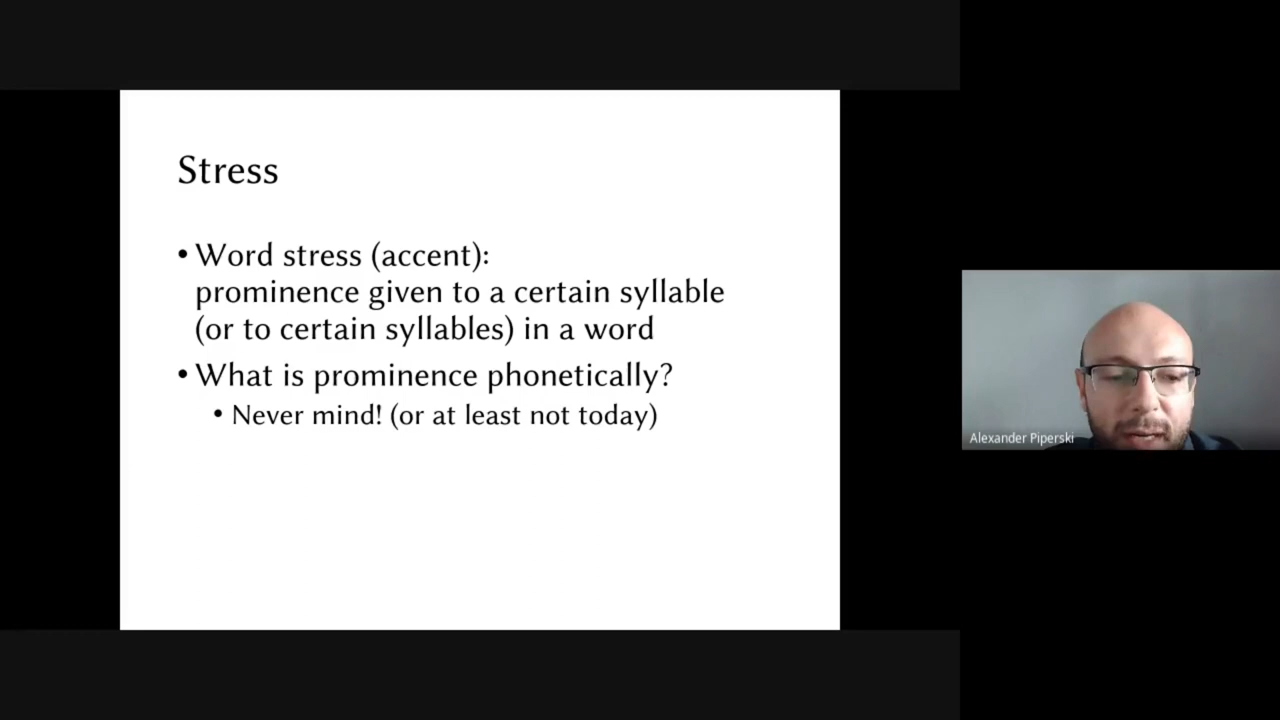 Stress
• Word stress (accent):
prominence given to a certain syllable
(or to certain syllables) in a word
• What is prominence phonetically?
• Never mind! (or at least not today)
Alexander Piperski